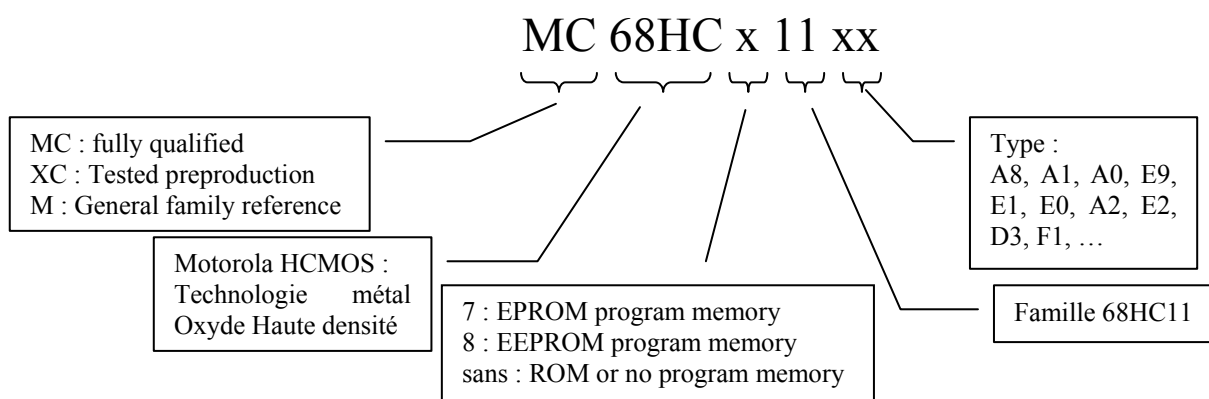 MC 68HC x 11 xx
MC : fully qualified
XC : Tested preproduction
M : General family reference
Motorola HCMOS :
Technologie métal
Oxyde Haute densité
7 : EPROM program memory
8 : EEPROM program memory
sans : ROM or no program memory
Type :
A8, A1, A0, E9,
E1, E0, A2, E2,
D3, F1, …
Famille 68HC11